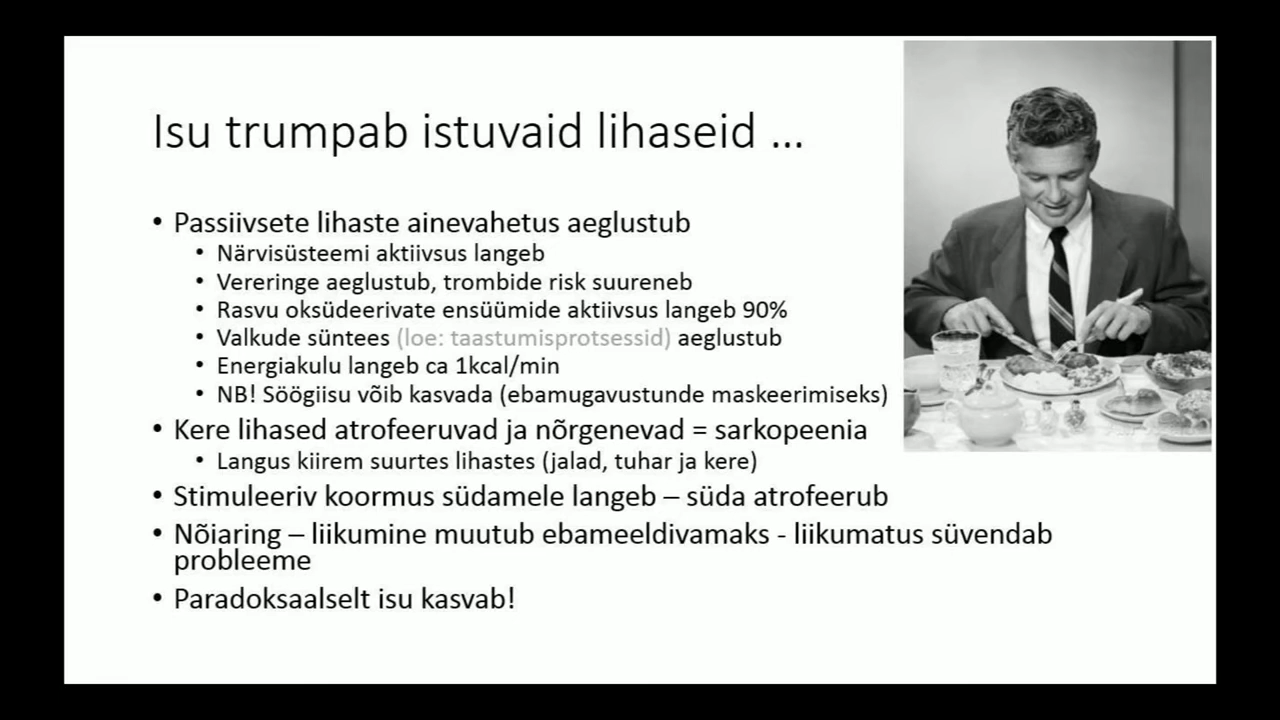 Isu trumpab istuvaid lihaseid ...
• Passiivsete lihaste ainevahetus aeglustub
• Närvisüsteemi aktiivsus langeb
• Vereringe aeglustub, trombide risk suureneb
• Rasvu oksüdeerivate ensüümide aktiivsus langeb 90%
• Valkude süntees (loe: taastumisprotsessid) aeglustub
• Energiakulu langeb ca 1kcal/min
• NB! Söögiisu võib kasvada (ebamugavustunde maskeerimiseks)
• Kere lihased atrofeeruvad ja nõrgenevad = sarkopeenia
• Langus kiirem suurtes lihastes (jalad, tuhar ja kere)
• Stimuleeriv koormus südamele langeb – süda atrofeerub
• Nõiaring – liikumine muutub ebameeldivamaks - liikumatus süvendab
probleeme
• Paradoksaalselt isu kasvab!